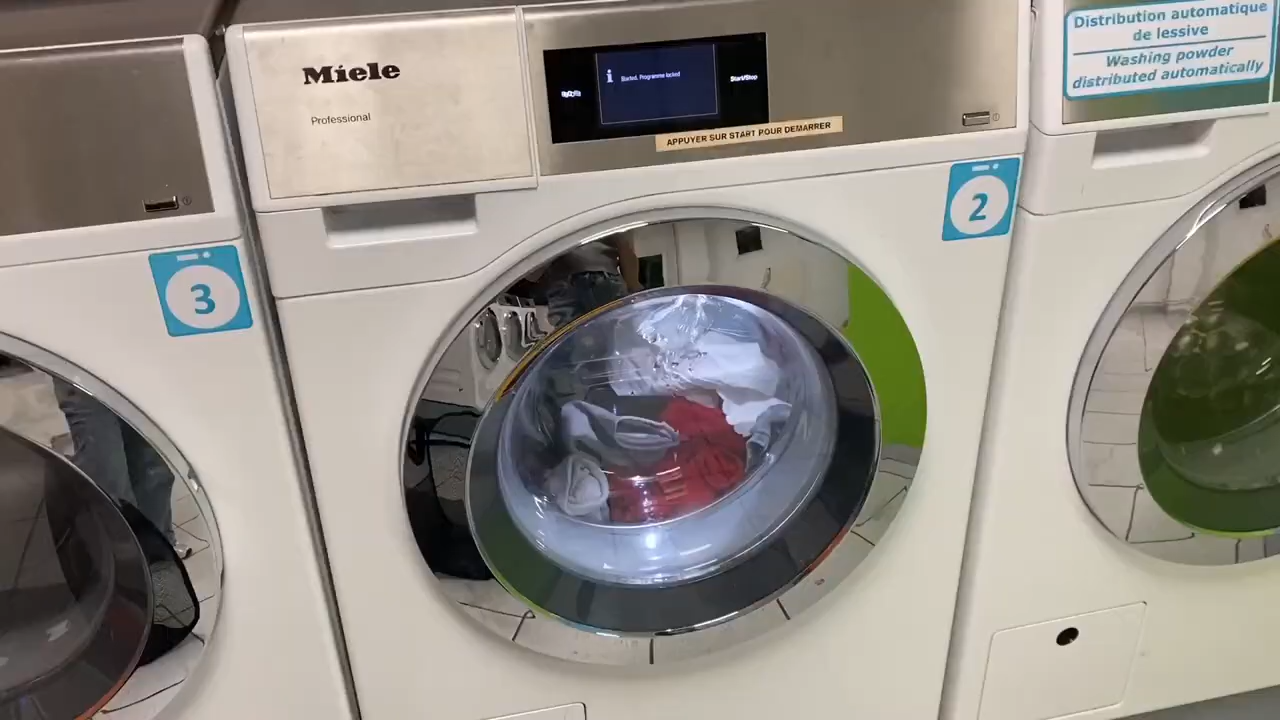 Miele
Professional
Started. Programme locked
Start/Stop
APPUYER SUR START POUR DEMARRER
Distribution automatique
de lessive
Washing powder
distributed automatically
2
3